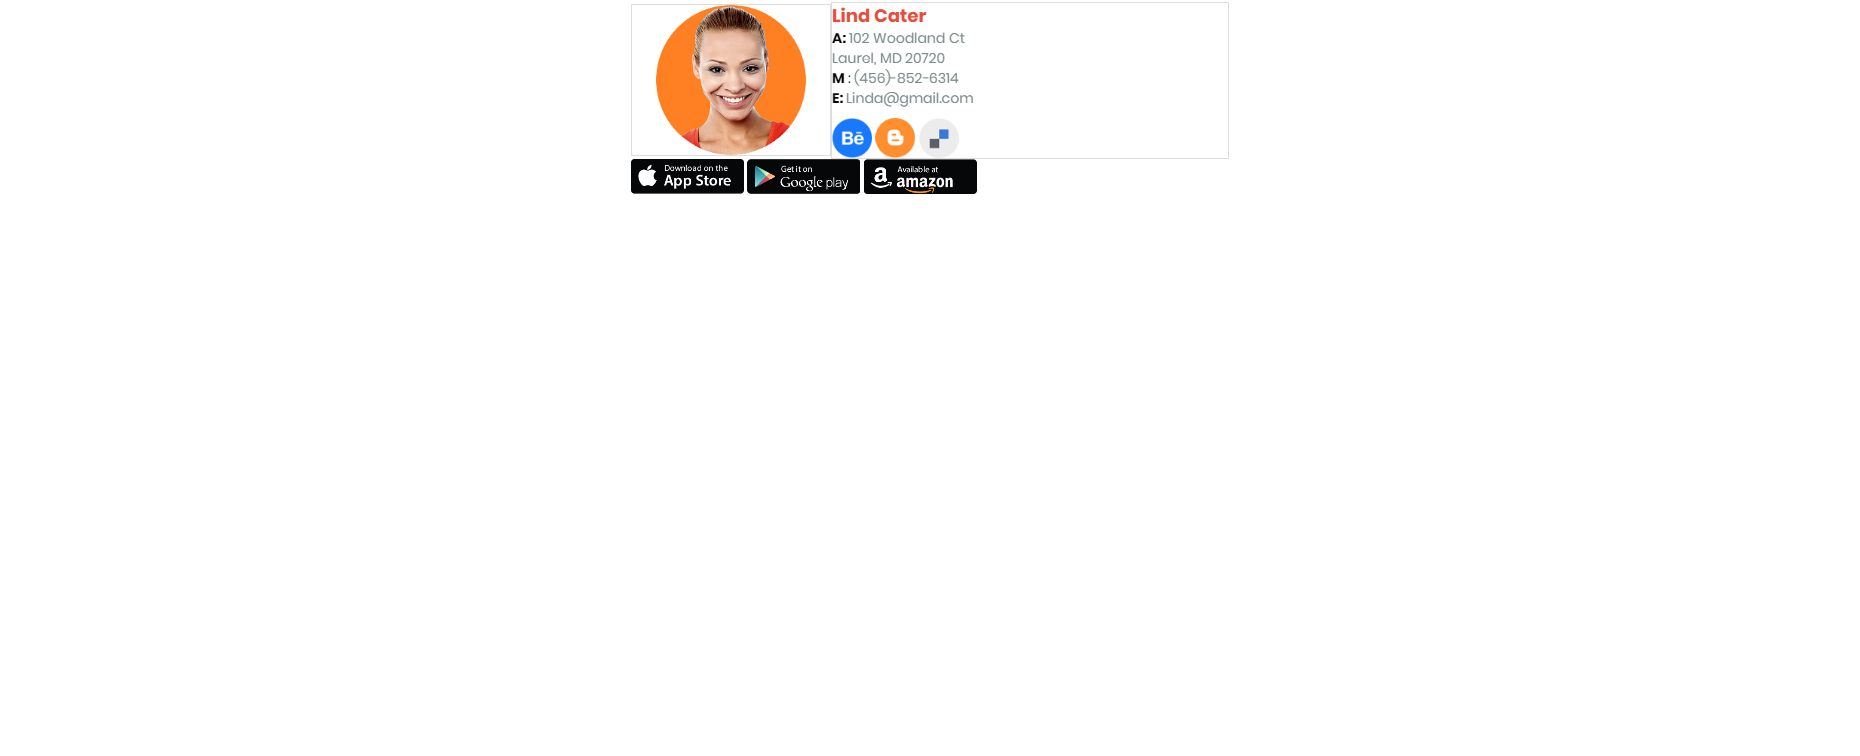 Lind Cater
A: 102 Woodland Ct
Laurel, MD 20720
M : (456)-852-6314
E: Linda@gmail.com
Bē
Download on the
App Store
Get it on
Google play
Available at
a amazon